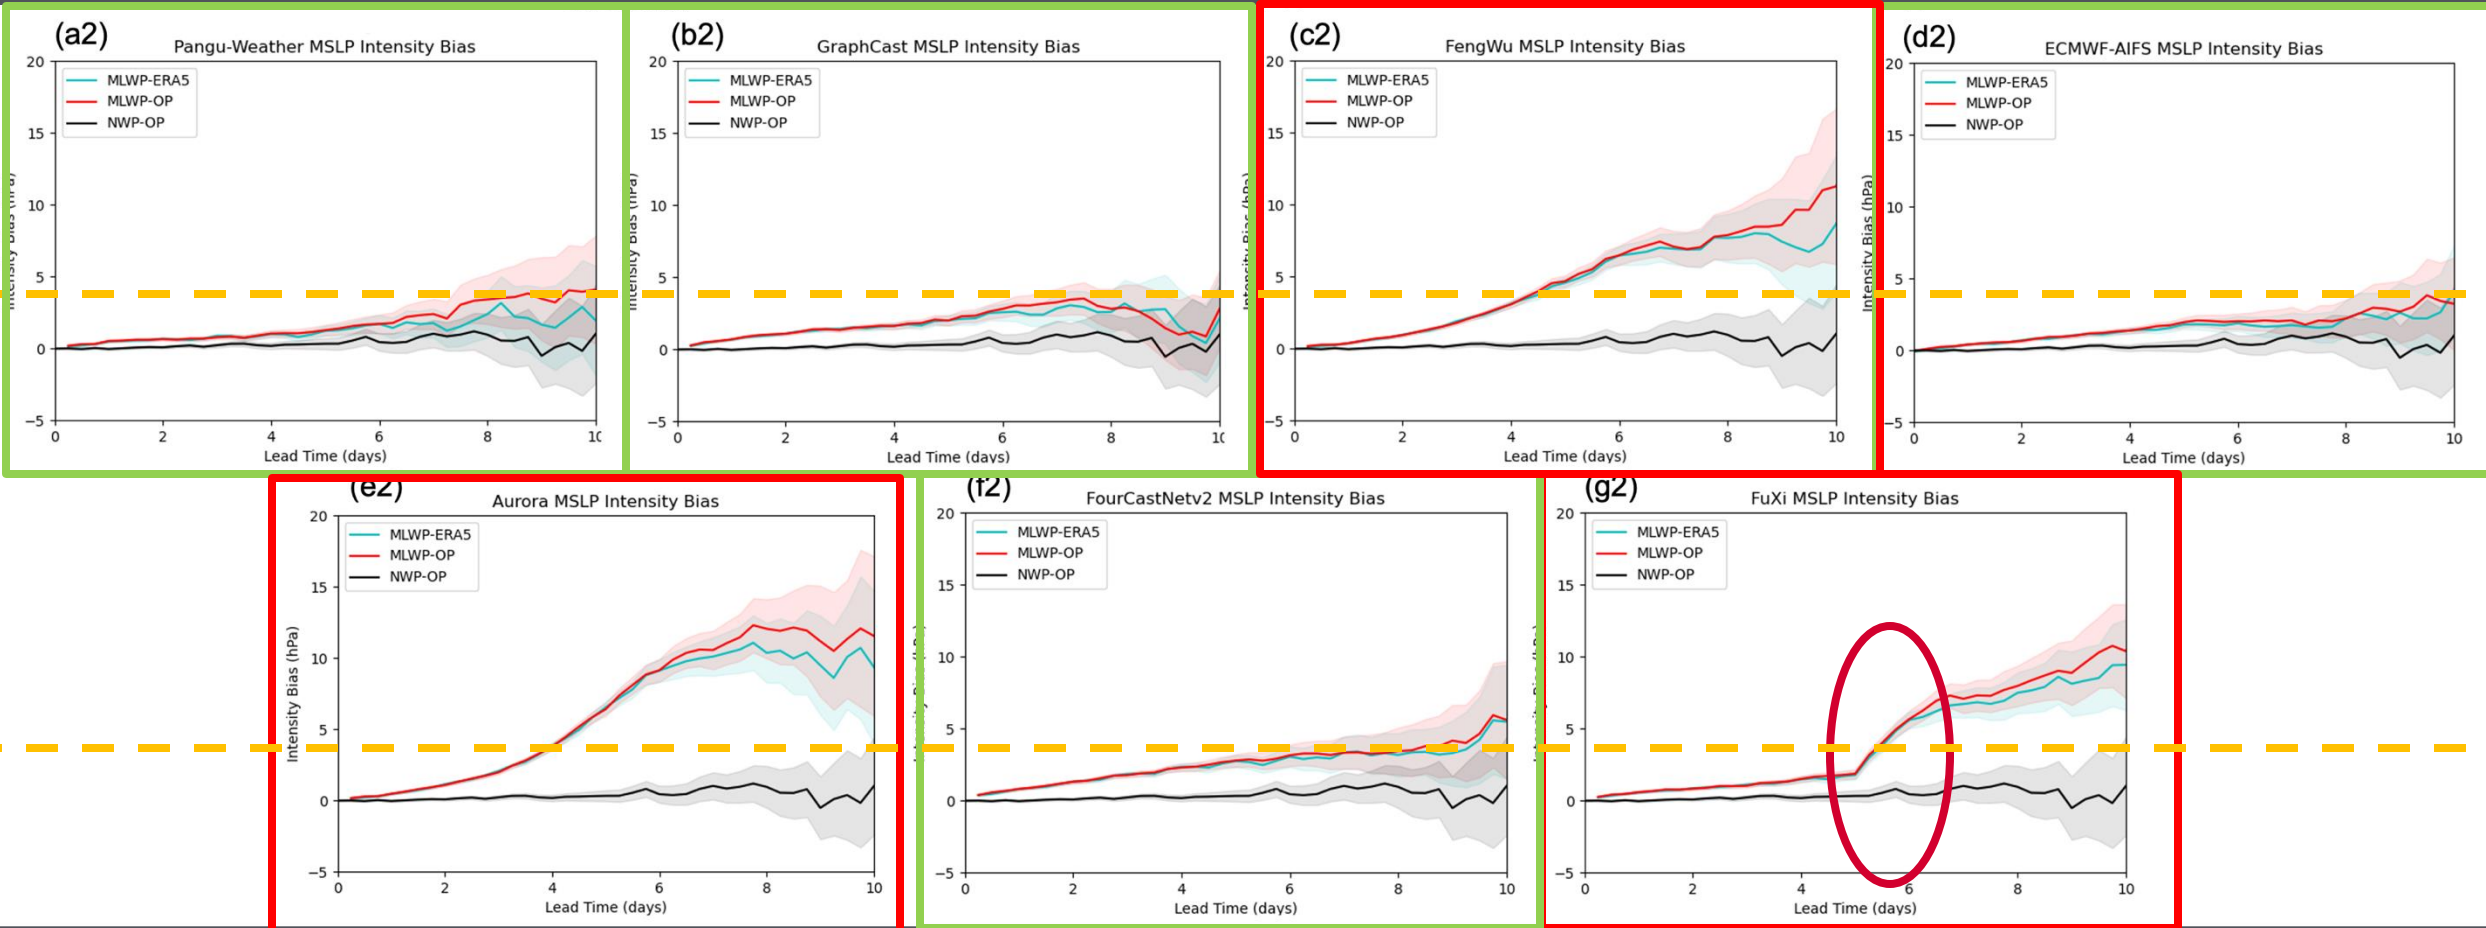 (a2)
Pangu-Weather MSLP Intensity Bias
MLWP-ERA5
MLWP-OP
NWP-OP
20
15
10
5
0
−5
0 2 4 6 8
Lead Time (days)
(b2)
GraphCast MSLP Intensity Bias
MLWP-ERA5
MLWP-OP
NWP-OP
20
15
10
5
0
−5
0 2 4 6 8
Lead Time (days)
(c2)
FengWu MSLP Intensity Bias
MLWP-ERA5
MLWP-OP
NWP-OP
20
15
10
5
0
−5
0 2 4 6 8 10
Lead Time (days)
(d2)
ECMWF-AIFS MSLP Intensity Bias
Intensity Bias (hPa)
MLWP-ERA5
MLWP-OP
NWP-OP
20
15
10
5
0
−5
0 2 4 6 8 10
Lead Time (days)
(e2)
Aurora MSLP Intensity Bias
Intensity Bias (hPa)
MLWP-ERA5
MLWP-OP
NWP-OP
20
15
10
5
0
−5
0 2 4 6 8 10
Lead Time (days)
(f2)
FourCastNetv2 MSLP Intensity Bias
MLWP-ERA5
MLWP-OP
NWP-OP
20
15
10
5
0
−5
0 2 4 6 8 10
Lead Time (days)
(g2)
FuXi MSLP Intensity Bias
MLWP-ERA5
MLWP-OP
NWP-OP
20
15
10
5
0
−5
0 2 4 6 8 10
Lead Time (days)